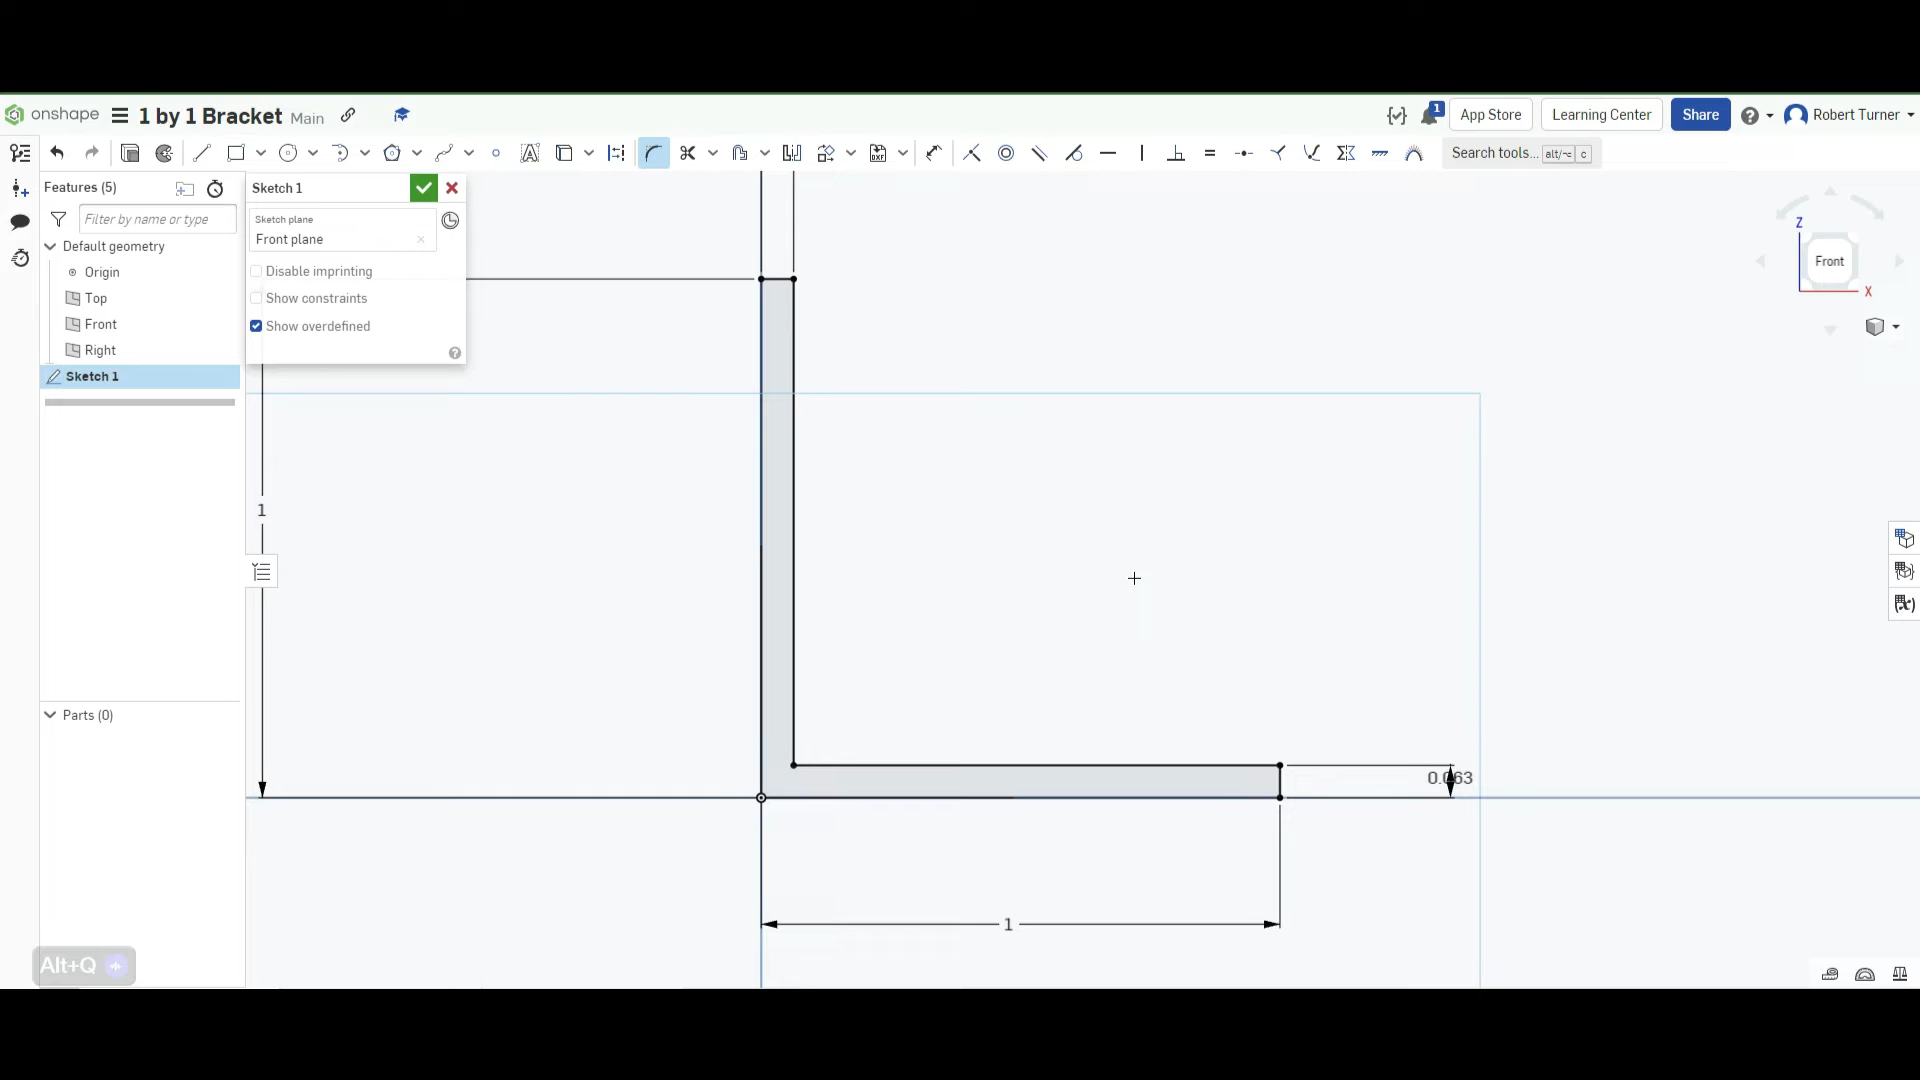 onshape 1 by 1 Bracket Main 1 App Store Learning Center Share Robert Turner
DXF Search tools... alt/⌥ c
Features (5)
Filter by name or type
Default geometry
Origin
Top
Front
Right
Sketch 1
Parts (0)
Sketch 1
Sketch plane
Front plane
Disable imprinting
Show constraints
Show overdefined
Z
Front
X
1
0.063
1
Alt+Q